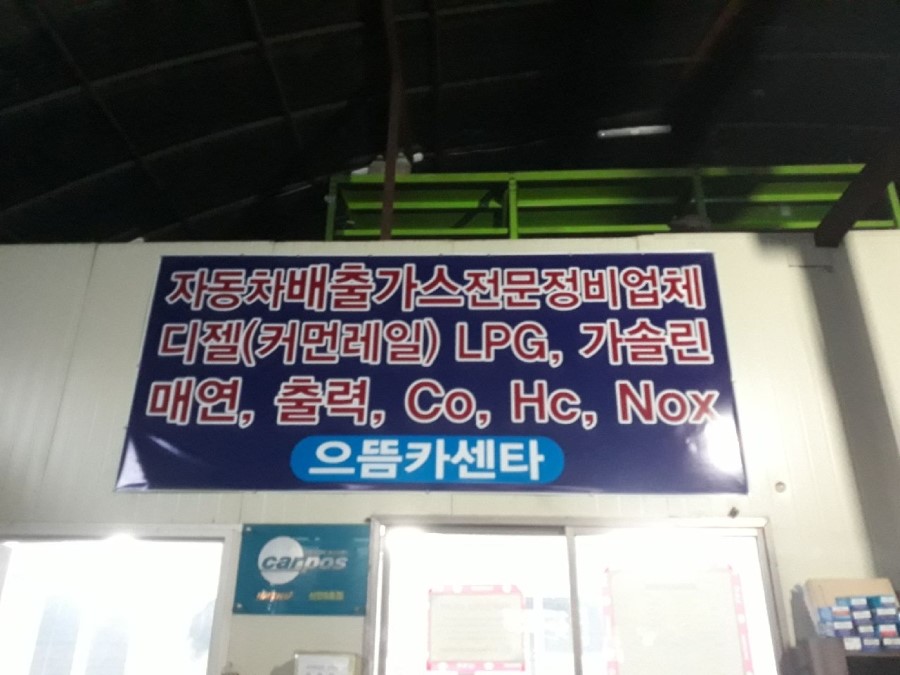 자동차배출가스전문정비업체
디젤(커먼레일) LPG, 가솔린
매연, 출력, Co, Hc, Nox
으뜸카센타
carpos